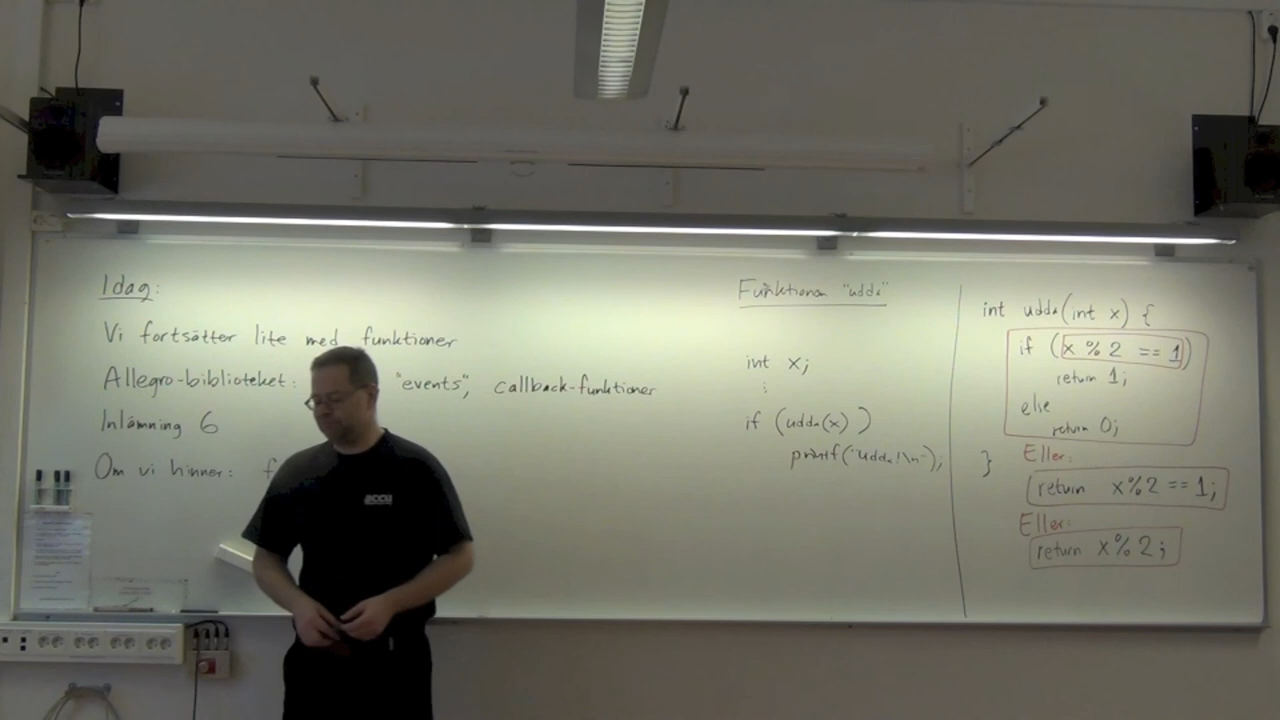 Idag:
Vi fortsätter lite med funktioner
Allegro-biblioteket: "events", callback-funktioner
Inlämning 6
Om vi hinner: f
accu
Funktionen "udda"
int x;
⋮
if (udda(x) )
printf("Udda!\n");
int udda(int x) {
if (x % 2 == 1)
return 1;
else
return 0;
}
Eller:
return x%2 == 1;
Eller:
return x%2;